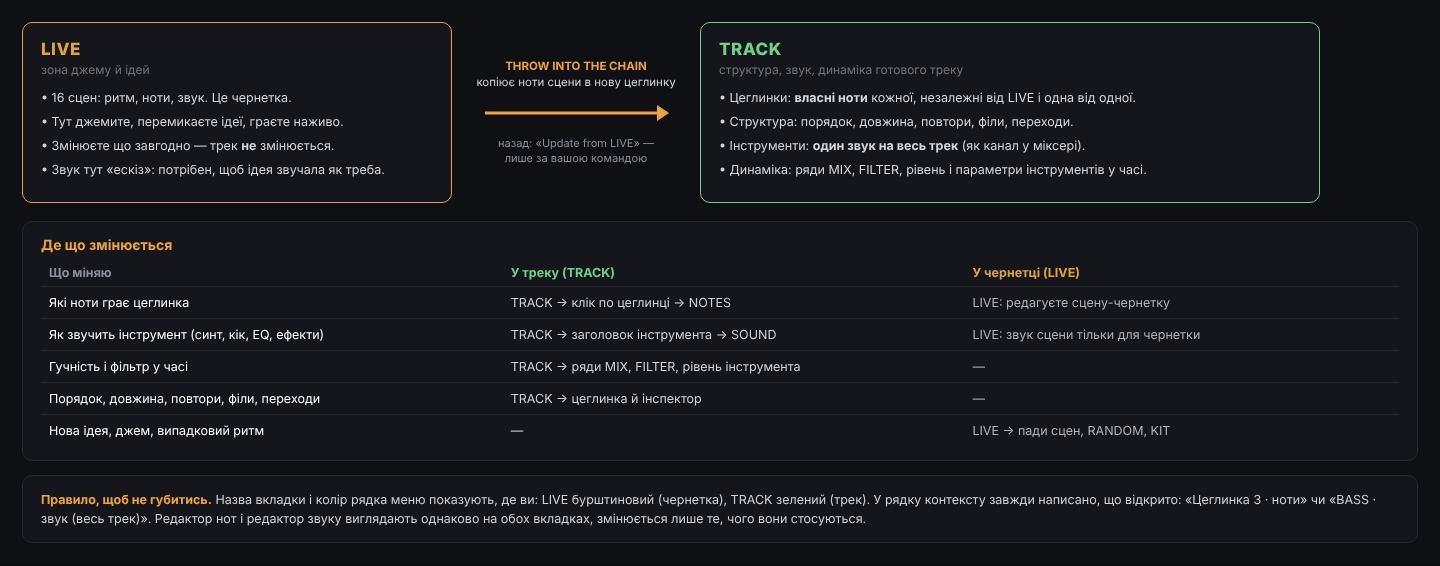 LIVE
зона джему й ідей
• 16 сцен: ритм, ноти, звук. Це чернетка.
• Тут джемите, перемикаєте ідеї, граєте наживо.
• Змінюєте що завгодно — трек не змінюється.
• Звук тут «ескіз»: потрібен, щоб ідея звучала як треба.
THROW INTO THE CHAIN
копіює ноти сцени в нову цеглинку
назад: «Update from LIVE» —
лише за вашою командою
TRACK
структура, звук, динаміка готового треку
• Цеглинки: власні ноти кожної, незалежні від LIVE і одна від одної.
• Структура: порядок, довжина, повтори, філи, переходи.
• Інструменти: один звук на весь трек (як канал у міксері).
• Динаміка: ряди MIX, FILTER, рівень і параметри інструментів у часі.
Де що змінюється
Що міняю У треку (TRACK) У чернетці (LIVE)
Які ноти грає цеглинка TRACK → клік по цеглинці → NOTES LIVE: редагуєте сцену-чернетку
Як звучить інструмент (синт, кік, EQ, ефекти) TRACK → заголовок інструмента → SOUND LIVE: звук сцени тільки для чернетки
Гучність і фільтр у часі TRACK → ряди MIX, FILTER, рівень інструмента —
Порядок, довжина, повтори, філи, переходи TRACK → цеглинка й інспектор —
Нова ідея, джем, випадковий ритм — LIVE → пади сцен, RANDOM, KIT
Правило, щоб не губитись. Назва вкладки і колір рядка меню показують, де ви: LIVE бурштиновий (чернетка), TRACK зелений (трек). У рядку контексту завжди написано, що відкрито: «Цеглинка 3 · ноти» чи «BASS ·
звук (весь трек)». Редактор нот і редактор звуку виглядають однаково на обох вкладках, змінюється лише те, чого вони стосуються.